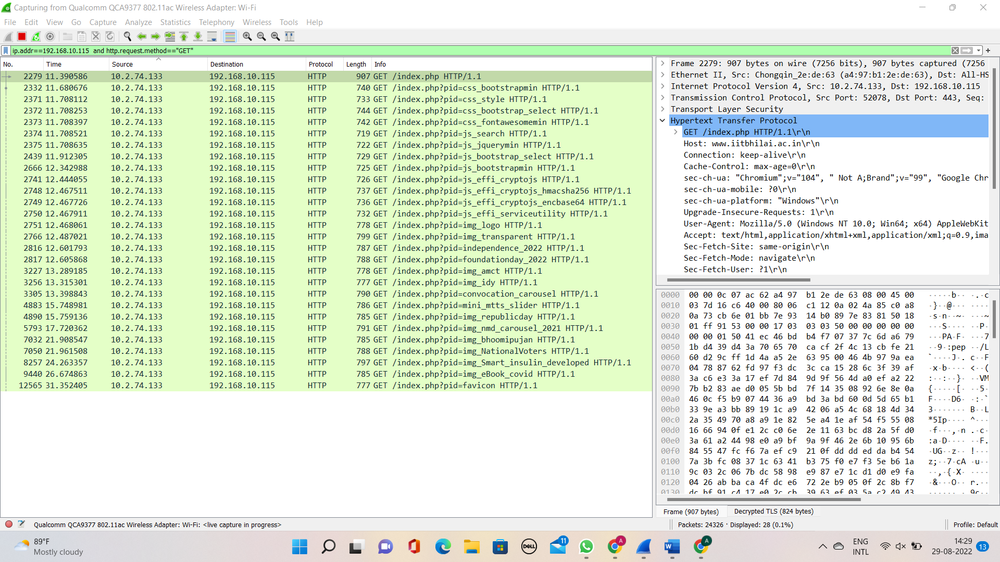 Capturing from Qualcomm QCA9377 802.11ac Wireless Adapter: Wi-Fi
File Edit View Go Capture Analyze Statistics Telephony Wireless Tools Help
ip.addr==192.168.10.115 and http.request.method=="GET"
No. Time Source Destination Protocol Length Info
2279 11.390586 10.2.74.133 192.168.10.115 HTTP 907 GET /index.php HTTP/1.1
2332 11.680676 10.2.74.133 192.168.10.115 HTTP 740 GET /index.php?pid=css_bootstrapmin HTTP/1.1
2371 11.708112 10.2.74.133 192.168.10.115 HTTP 733 GET /index.php?pid=css_style HTTP/1.1
2372 11.708253 10.2.74.133 192.168.10.115 HTTP 744 GET /index.php?pid=css_bootstrap_select HTTP/1.1
2373 11.708397 10.2.74.133 192.168.10.115 HTTP 742 GET /index.php?pid=css_fontawesomemin HTTP/1.1
2374 11.708521 10.2.74.133 192.168.10.115 HTTP 719 GET /index.php?pid=js_search HTTP/1.1
2375 11.708635 10.2.74.133 192.168.10.115 HTTP 722 GET /index.php?pid=js_jquerymin HTTP/1.1
2439 11.912305 10.2.74.133 192.168.10.115 HTTP 729 GET /index.php?pid=js_bootstrap_select HTTP/1.1
2666 12.342988 10.2.74.133 192.168.10.115 HTTP 725 GET /index.php?pid=js_bootstrapmin HTTP/1.1
2741 12.444055 10.2.74.133 192.168.10.115 HTTP 726 GET /index.php?pid=js_effi_cryptojs HTTP/1.1
2748 12.467511 10.2.74.133 192.168.10.115 HTTP 737 GET /index.php?pid=js_effi_cryptojs_hmacsha256 HTTP/1.1
2749 12.467726 10.2.74.133 192.168.10.115 HTTP 736 GET /index.php?pid=js_effi_cryptojs_encbase64 HTTP/1.1
2750 12.467911 10.2.74.133 192.168.10.115 HTTP 732 GET /index.php?pid=js_effi_serviceutility HTTP/1.1
2751 12.468061 10.2.74.133 192.168.10.115 HTTP 778 GET /index.php?pid=img_logo HTTP/1.1
2766 12.487021 10.2.74.133 192.168.10.115 HTTP 799 GET /index.php?pid=img_transparent HTTP/1.1
2816 12.601793 10.2.74.133 192.168.10.115 HTTP 787 GET /index.php?pid=independence_2022 HTTP/1.1
2817 12.605868 10.2.74.133 192.168.10.115 HTTP 788 GET /index.php?pid=foundationday_2022 HTTP/1.1
3227 13.289185 10.2.74.133 192.168.10.115 HTTP 778 GET /index.php?pid=img_amct HTTP/1.1
3256 13.315301 10.2.74.133 192.168.10.115 HTTP 777 GET /index.php?pid=img_idy HTTP/1.1
3305 13.398843 10.2.74.133 192.168.10.115 HTTP 790 GET /index.php?pid=convocation_carousel HTTP/1.1
4883 15.748981 10.2.74.133 192.168.10.115 HTTP 786 GET /index.php?pid=mini_mtts_slider HTTP/1.1
4890 15.759136 10.2.74.133 192.168.10.115 HTTP 785 GET /index.php?pid=img_republicday HTTP/1.1
5793 17.720362 10.2.74.133 192.168.10.115 HTTP 791 GET /index.php?pid=img_nmd_carousel_2021 HTTP/1.1
7032 21.908547 10.2.74.133 192.168.10.115 HTTP 785 GET /index.php?pid=img_bhoomipujan HTTP/1.1
7050 21.961508 10.2.74.133 192.168.10.115 HTTP 788 GET /index.php?pid=img_NationalVoters HTTP/1.1
8257 24.263357 10.2.74.133 192.168.10.115 HTTP 797 GET /index.php?pid=img_Smart_insulin_developed HTTP/1.1
9440 26.674863 10.2.74.133 192.168.10.115 HTTP 785 GET /index.php?pid=img_eBook_covid HTTP/1.1
12565 31.352405 10.2.74.133 192.168.10.115 HTTP 777 GET /index.php?pid=favicon HTTP/1.1
Frame 2279: 907 bytes on wire (7256 bits), 907 bytes captured (7256
Ethernet II, Src: Chongqin_2e:de:63 (a4:97:b1:2e:de:63), Dst: All-HS
Internet Protocol Version 4, Src: 10.2.74.133, Dst: 192.168.10.115
Transmission Control Protocol, Src Port: 52078, Dst Port: 443, Seq:
Transport Layer Security
Hypertext Transfer Protocol
GET /index.php HTTP/1.1\r\n
Host: www.iitbhilai.ac.in\r\n
Connection: keep-alive\r\n
Cache-Control: max-age=0\r\n
sec-ch-ua: "Chromium";v="104", " Not A;Brand";v="99", "Google Chr
sec-ch-ua-mobile: ?0\r\n
sec-ch-ua-platform: "Windows"\r\n
Upgrade-Insecure-Requests: 1\r\n
User-Agent: Mozilla/5.0 (Windows NT 10.0; Win64; x64) AppleWebKit
Accept: text/html,application/xhtml+xml,application/xml;q=0.9,ima
Sec-Fetch-Site: same-origin\r\n
Sec-Fetch-Mode: navigate\r\n
Sec-Fetch-User: ?1\r\n
0000 00 00 0c 07 ac 62 a4 97 b1 2e de 63 08 00 45 00 ·····b·· ·.c
0010 03 7d 16 c6 40 00 80 06 c1 12 0a 02 4a 85 c0 a8
0020 0a 73 cb 6e 01 bb 7e 93 14 b0 89 7e 83 81 50 18
0030 01 ff 91 53 00 00 17 03 03 03 50 00 00 00 00 00
0040 00 00 01 50 41 ec 46 bd b4 f7 07 37 7c 6d a6 79
0050 1b d4 39 d4 3a 70 65 70 ca cf 2f 4c 13 cb fe 21
0060 60 d2 9c ff 1d 4a a5 2e 63 95 00 46 4b 97 9a ea
0070 04 78 87 62 fd 97 f3 dc 3c ca 15 28 6c 3f 39 af
0080 3a c6 e3 3a 17 ef 7d 84 9d 9f 56 4d a0 ef a2 22
0090 7b b2 83 ae d0 05 5b bd 7f 14 35 08 92 6e 8e 0a
00a0 46 0c f5 b9 07 44 36 a9 bd 3a bd 60 0d 5d 65 b1
00b0 33 9e a3 bb 89 19 1c a9 42 06 a5 4c 68 18 4d 34
00c0 2a 35 49 70 a8 a9 1e 82 5e a4 1e af 54 f5 55 08
00d0 16 66 94 0f e1 2c c0 6e 2e 11 63 bc d8 2a 5f d0
00e0 3a 61 a2 44 98 e0 a9 bf 9a 9f 46 2e 6b 10 95 6b
00f0 84 55 47 fc f6 7a ef c9 21 0f dd dd ed da b4 54
0100 7a 3b fc 08 37 1c 63 41 b3 75 f0 e7 f3 5e b6 1a
0110 9c 03 2c 06 7b dc 58 98 e9 87 e7 1c d1 d0 e9 fa
0120 04 26 ab ba ca 4f dc e6 72 2e b9 05 0f 2c 8b f7
0130 dc bf 91 c4 17 e0 2c cb 39 63 ef 03 5a c2 49 43
Frame (907 bytes) Decrypted TLS (824 bytes)
Qualcomm QCA9377 802.11ac Wireless Adapter: Wi-Fi: <live capture in progress> Packets: 24326 · Displayed: 28 (0.1%) Profile: Default
89°F
Mostly cloudy
DELL
11
A
A
ENG
INTL
14:29
29-08-2022
13